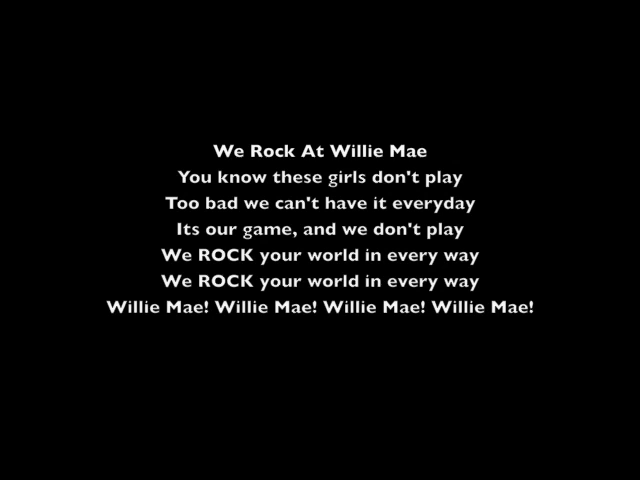 We Rock At Willie Mae
You know these girls don't play
Too bad we can't have it everyday
Its our game, and we don't play
We ROCK your world in every way
We ROCK your world in every way
Willie Mae! Willie Mae! Willie Mae! Willie Mae!